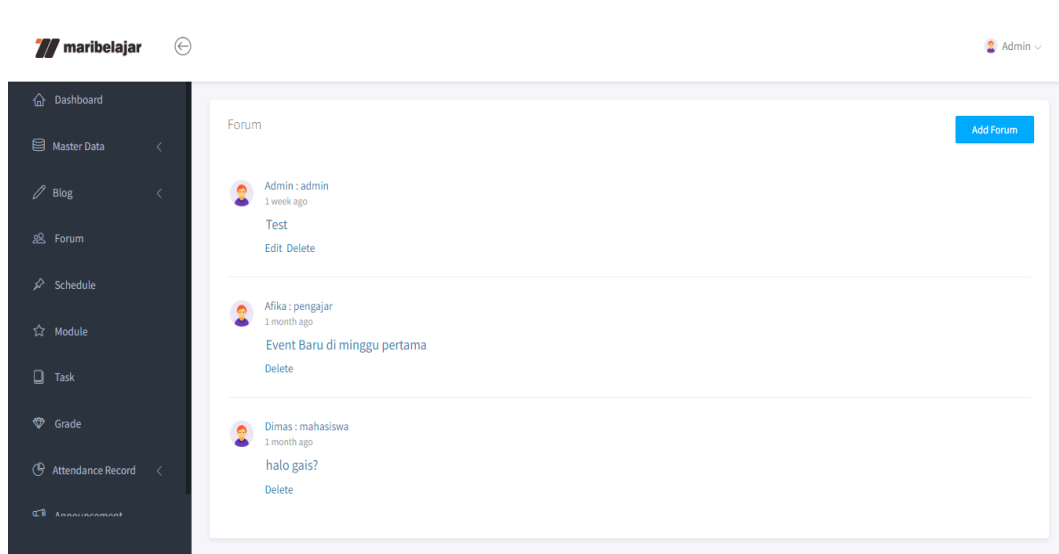 maribelajar
Admin
Dashboard
Master Data
Blog
Forum
Schedule
Module
Task
Grade
Attendance Record
Announcement
Forum
Add Forum
Admin : admin
1 week ago
Test
Edit Delete
Afika : pengajar
1 month ago
Event Baru di minggu pertama
Delete
Dimas : mahasiswa
1 month ago
halo gais?
Delete